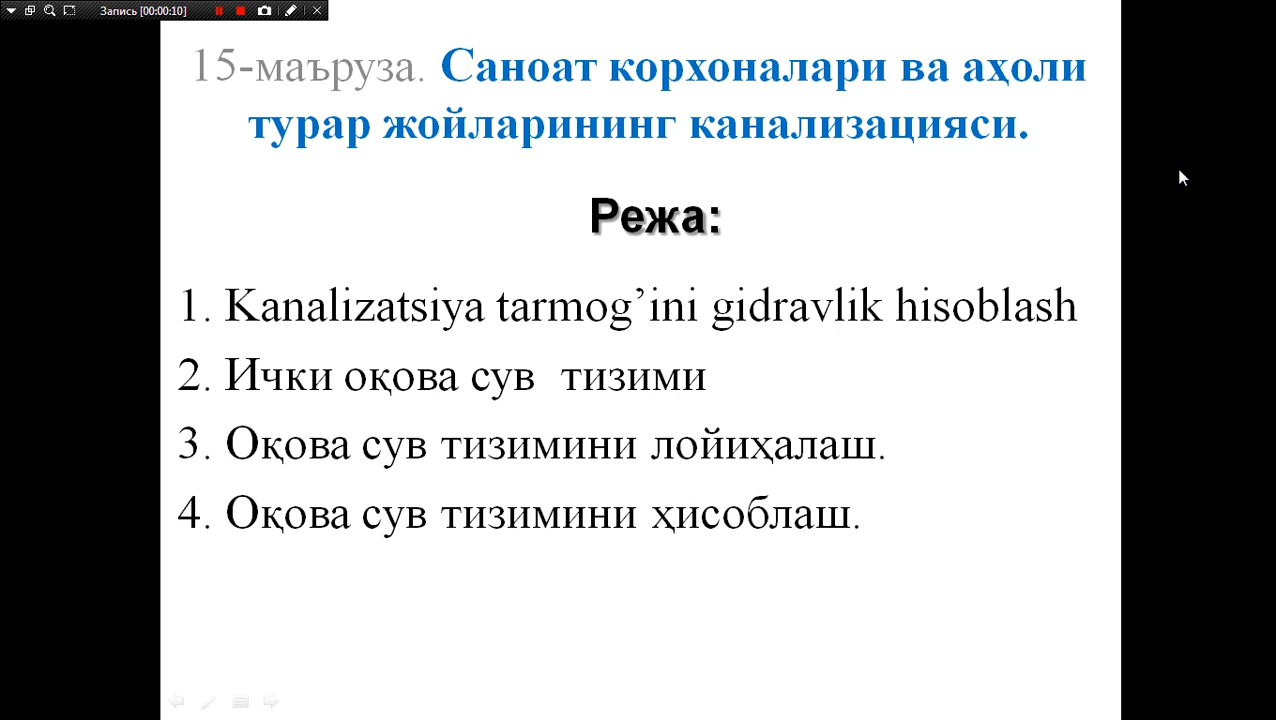 Запись [00:00:10]
15-маъруза. Саноат корхоналари ва аҳоли
турар жойларининг канализацияси.
Режа:
1. Kanalizatsiya tarmog’ini gidravlik hisoblash
2. Ички оқова сув тизими
3. Оқова сув тизимини лойиҳалаш.
4. Оқова сув тизимини ҳисоблаш.